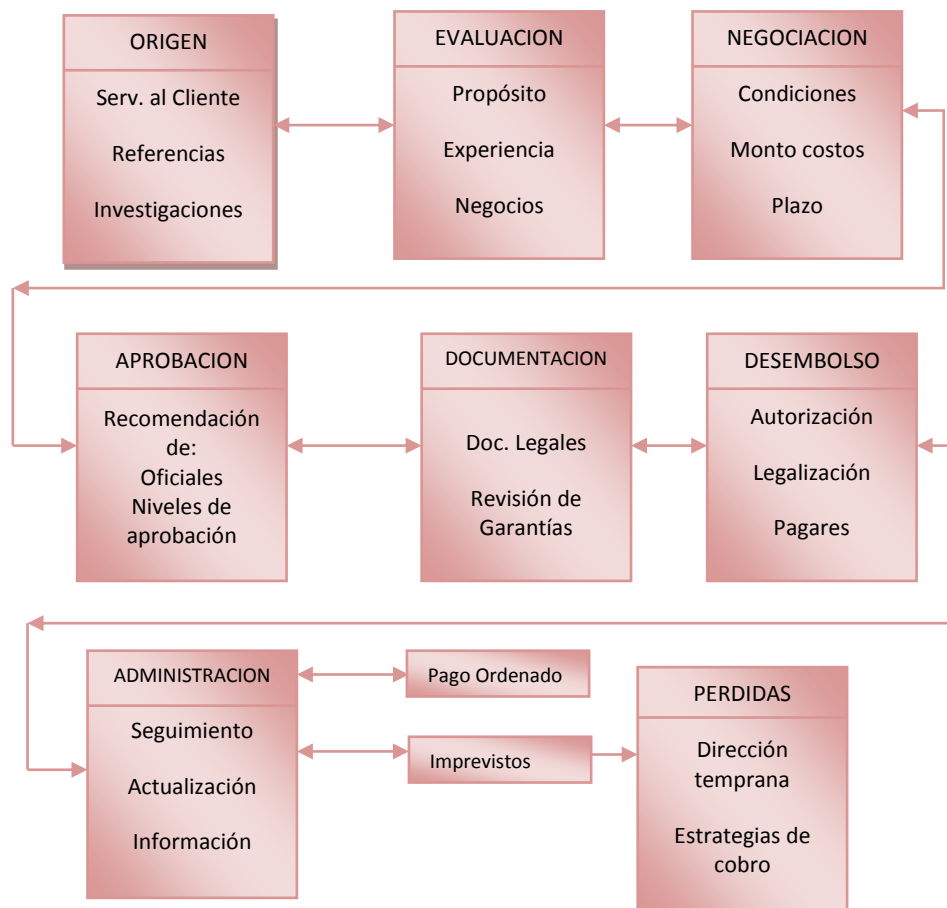 ORIGEN
Serv. al Cliente
Referencias
Investigaciones
EVALUACION
Propósito
Experiencia
Negocios
NEGOCIACION
Condiciones
Monto costos
Plazo
APROBACION
Recomendación
de:
Oficiales
Niveles de
aprobación
DOCUMENTACION
Doc. Legales
Revisión de
Garantías
DESEMBOLSO
Autorización
Legalización
Pagares
ADMINISTRACION
Seguimiento
Actualización
Información
Pago Ordenado
Imprevistos
PERDIDAS
Dirección
temprana
Estrategias de
cobro